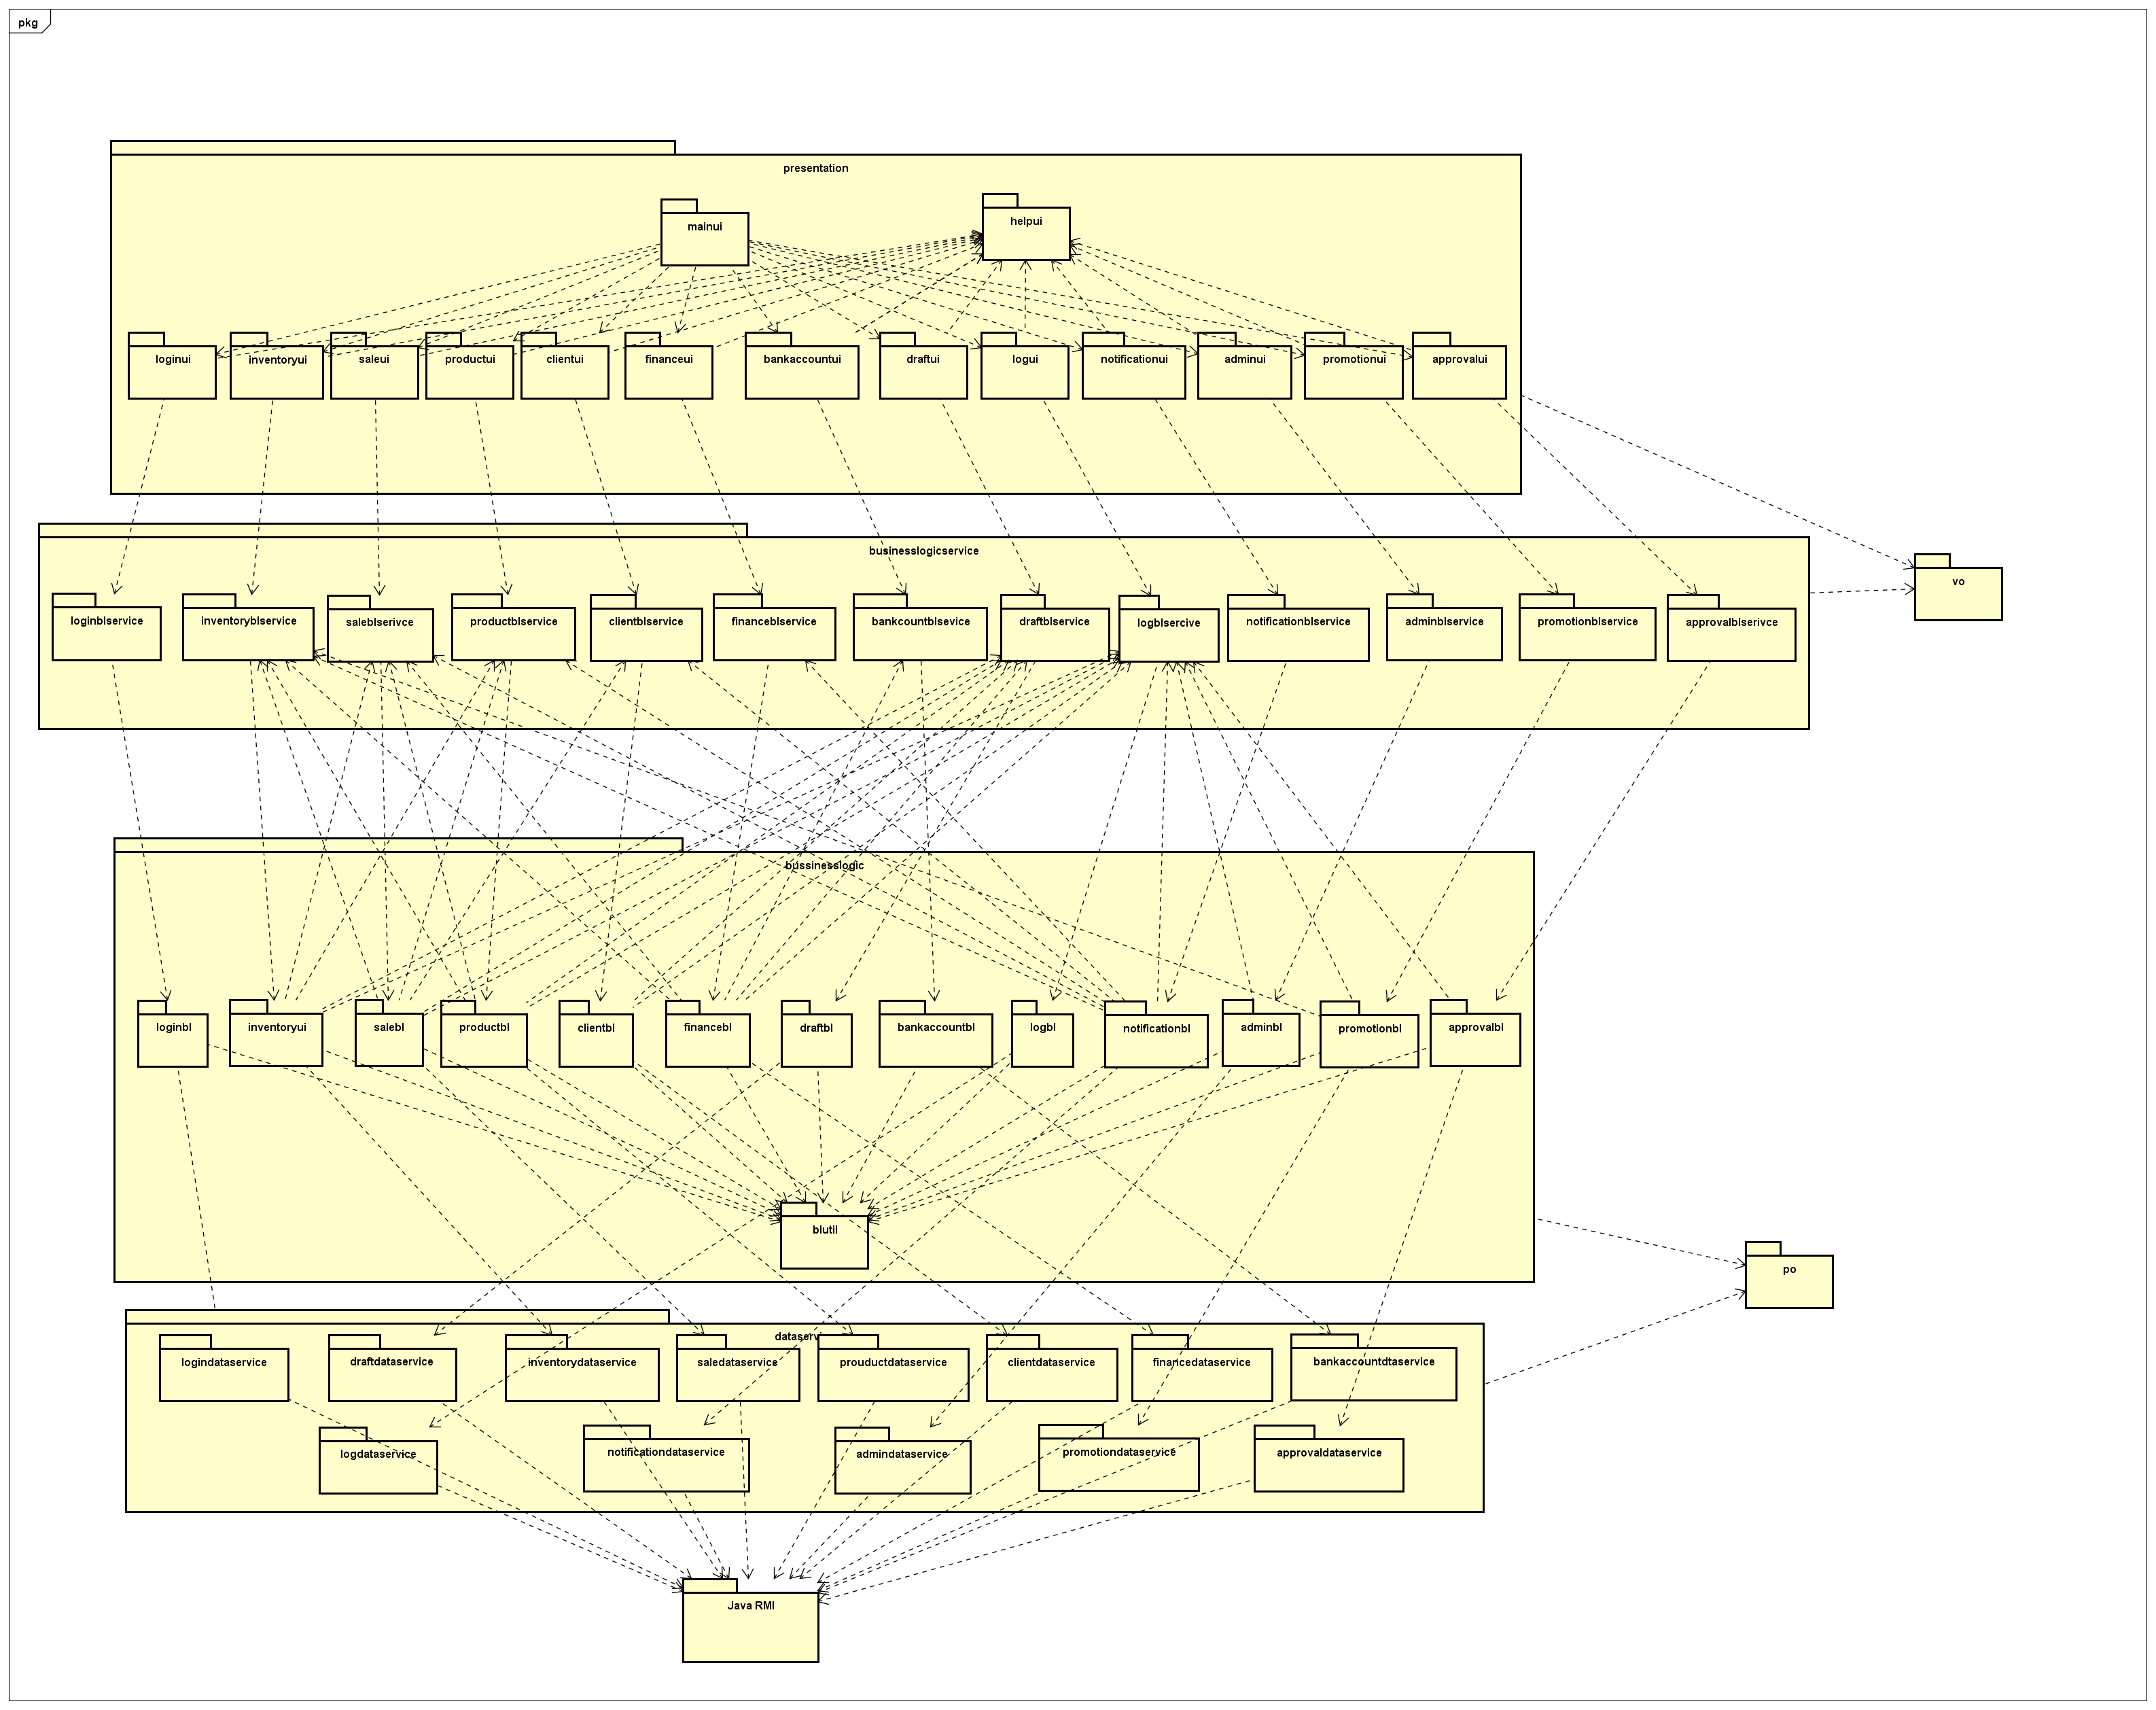 pkg
presentation
mainui
helpui
loginui
inventoryui
saleui
productui
clientui
financeui
bankaccountui
draftui
logui
notificationui
adminui
promotionui
approvalui
businesslogicservice
vo
loginblservice
inventoryblservice
saleblserivce
productblservice
clientblservice
financeblservice
bankcountblsevice
draftblservice
logblsercive
notificationblservice
adminblservice
promotionblservice
approvalblserivce
bussinesslogic
loginbl
inventoryui
salebl
productbl
clientbl
financebl
draftbl
bankaccountbl
logbl
notificationbl
adminbl
promotionbl
approvalbl
blutil
po
dataserv
logindataservice
draftdataservice
inventorydataservice
saledataservice
prouductdataservice
clientdataservice
financedataservice
bankaccountdtaservice
logdataservice
notificationdataservice
admindataservice
promotiondataservice
approvaldataservice
Java RMI